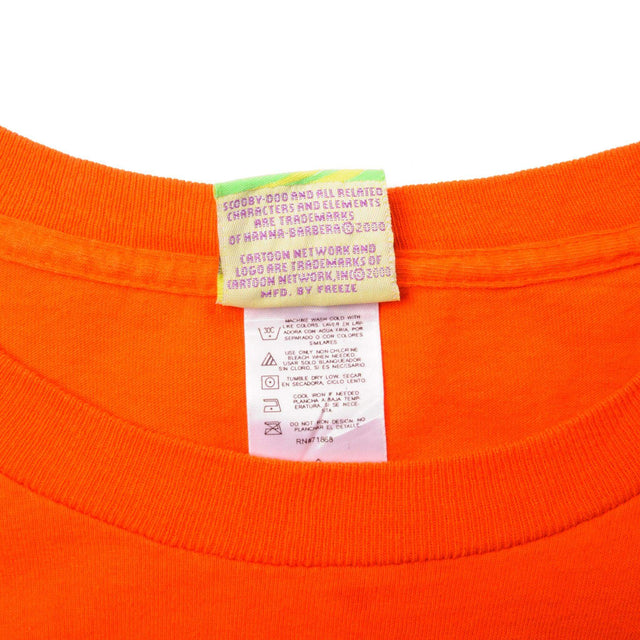 SCOOBY-DOO AND ALL RELATED
CHARACTERS AND ELEMENTS
ARE TRADEMARKS
OF HANNA-BARBERA © 2000
CARTOON NETWORK AND
LOGO ARE TRADEMARKS OF
CARTOON NETWORK, INC © 2000
MFD. BY FREEZE
30C
MACHINE WASH COLD WITH
LIKE COLORS. LAVER EN LAV-
ADORA CON AGUA FRIA, POR
SEPARADO O CON COLORES
SIMILARES
USE ONLY NON CHLORINE
BLEACH WHEN NEEDED.
USAR SOLO BLANQUEADOR
SIN CLORO, SI ES NECESARIO
TUMBLE DRY LOW. SECAR
EN SECADORA, CICLO LENTO.
COOL IRON IF NEEDED.
PLANCHA A BAJA TEMP-
ERATURA, SI SE NECE-
SITA
DO NOT IRON DESIGN. NO
PLANCHAR EL DISEÑO.
RN#71868